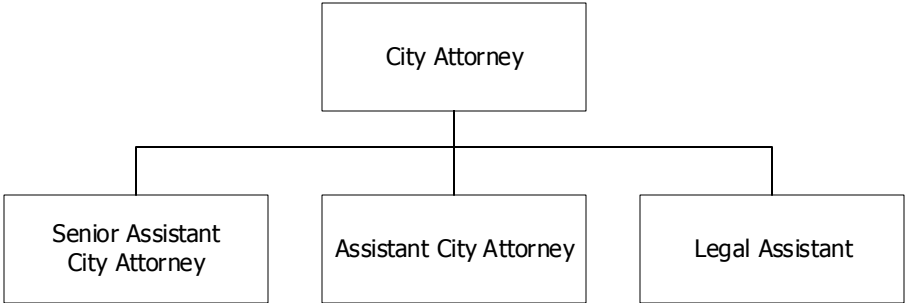 City Attorney
Senior Assistant
City Attorney
Assistant City Attorney
Legal Assistant